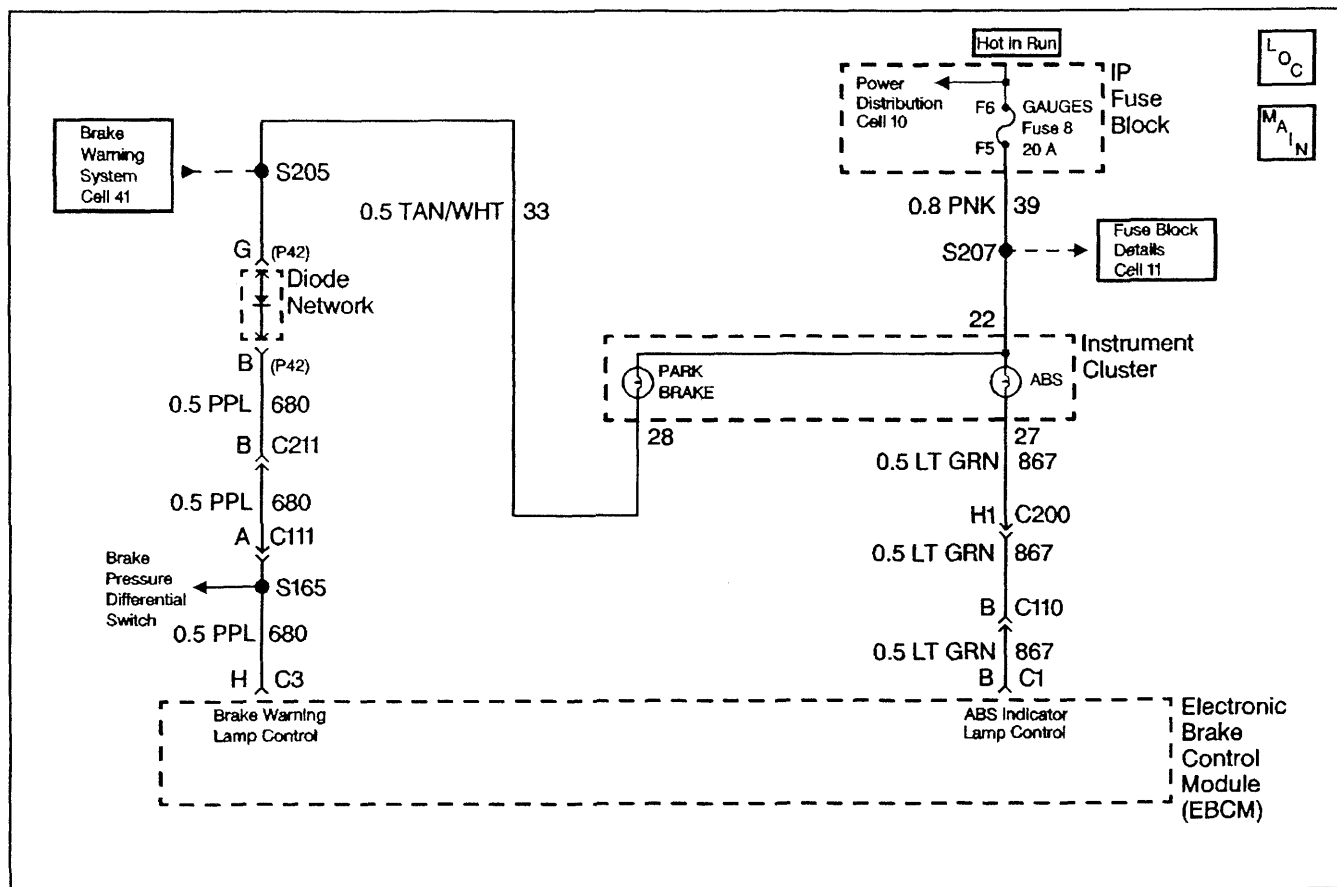 Hot in Run
L
O
C
M
A
I
N
IP
Fuse
Block
Power
Distribution
Cell 10
F6
GAUGES
Fuse 8
F5
20 A
Brake
Warning
System
Cell 41
S205
0.5 TAN/WHT 33
0.8 PNK 39
S207
Fuse Block
Details
Cell 11
G (P42)
Diode
Network
B (P42)
22
Instrument
Cluster
PARK
BRAKE
ABS
28
27
0.5 PPL 680
B C211
0.5 LT GRN 867
0.5 PPL 680
H1 C200
A C111
0.5 LT GRN 867
Brake
Pressure
Differential
Switch
S165
B C110
0.5 PPL 680
0.5 LT GRN 867
H C3
B C1
Brake Warning
Lamp Control
ABS Indicator
Lamp Control
Electronic
Brake
Control
Module
(EBCM)